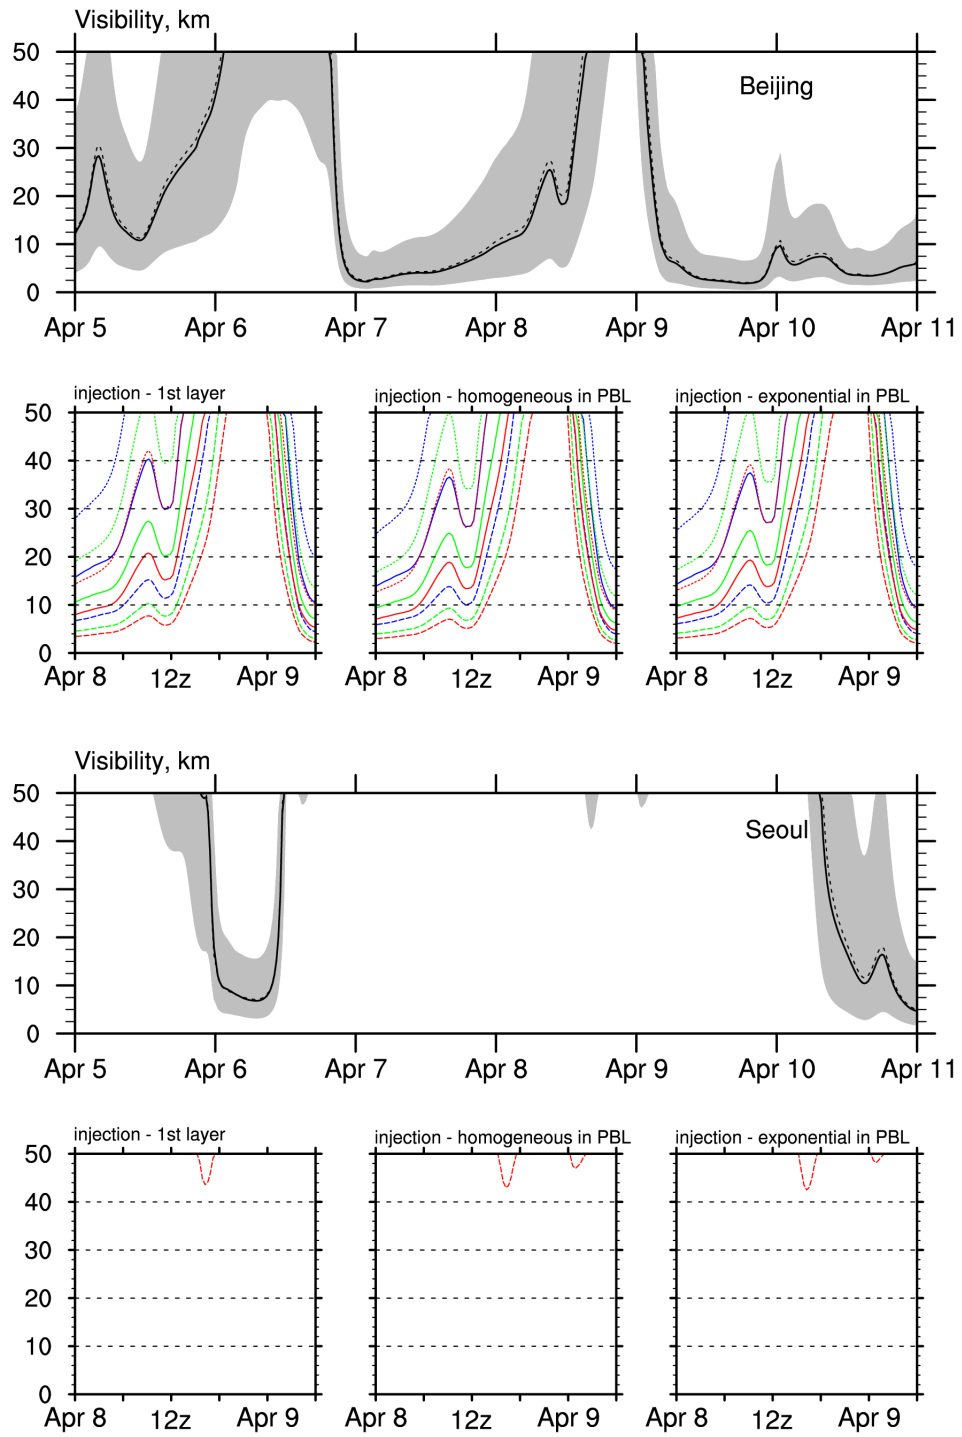 Visibility, km
50
40
30
20
10
0
Beijing
Apr 5 Apr 6 Apr 7 Apr 8 Apr 9 Apr 10 Apr 11
injection - 1st layer injection - homogeneous in PBL injection - exponential in PBL
50
40
30
20
10
0
Apr 8 12z Apr 9 Apr 8 12z Apr 9 Apr 8 12z Apr 9
Visibility, km
50
40
30
20
10
0
Seoul
Apr 5 Apr 6 Apr 7 Apr 8 Apr 9 Apr 10 Apr 11
injection - 1st layer injection - homogeneous in PBL injection - exponential in PBL
50
40
30
20
10
0
Apr 8 12z Apr 9 Apr 8 12z Apr 9 Apr 8 12z Apr 9